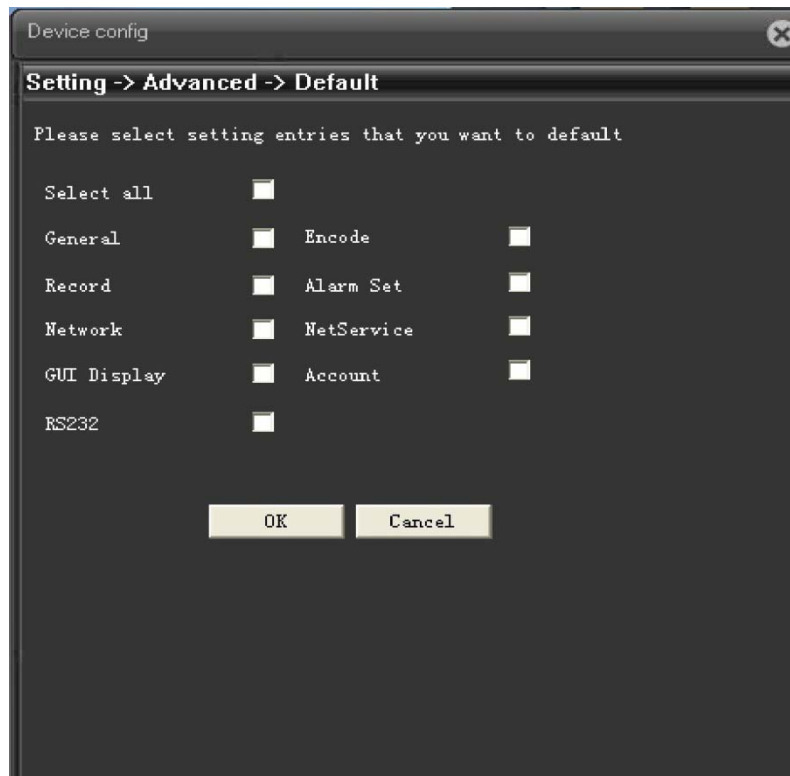 Device config
Setting -> Advanced -> Default
Please select setting entries that you want to default
Select all
General Encode
Record Alarm Set
Network NetService
GUI Display Account
RS232
OK Cancel